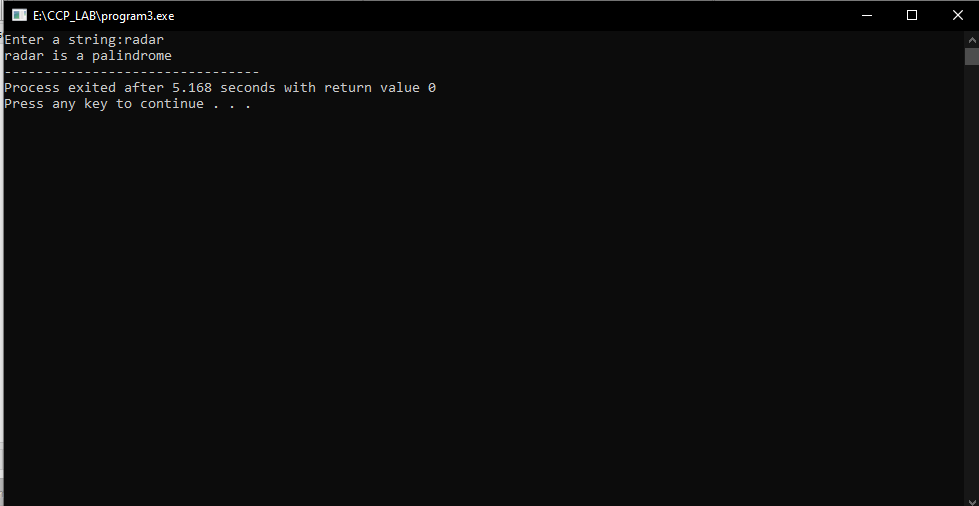 E:\CCP_LAB\program3.exe
Enter a string:radar
radar is a palindrome
--------------------------------
Process exited after 5.168 seconds with return value 0
Press any key to continue . . .